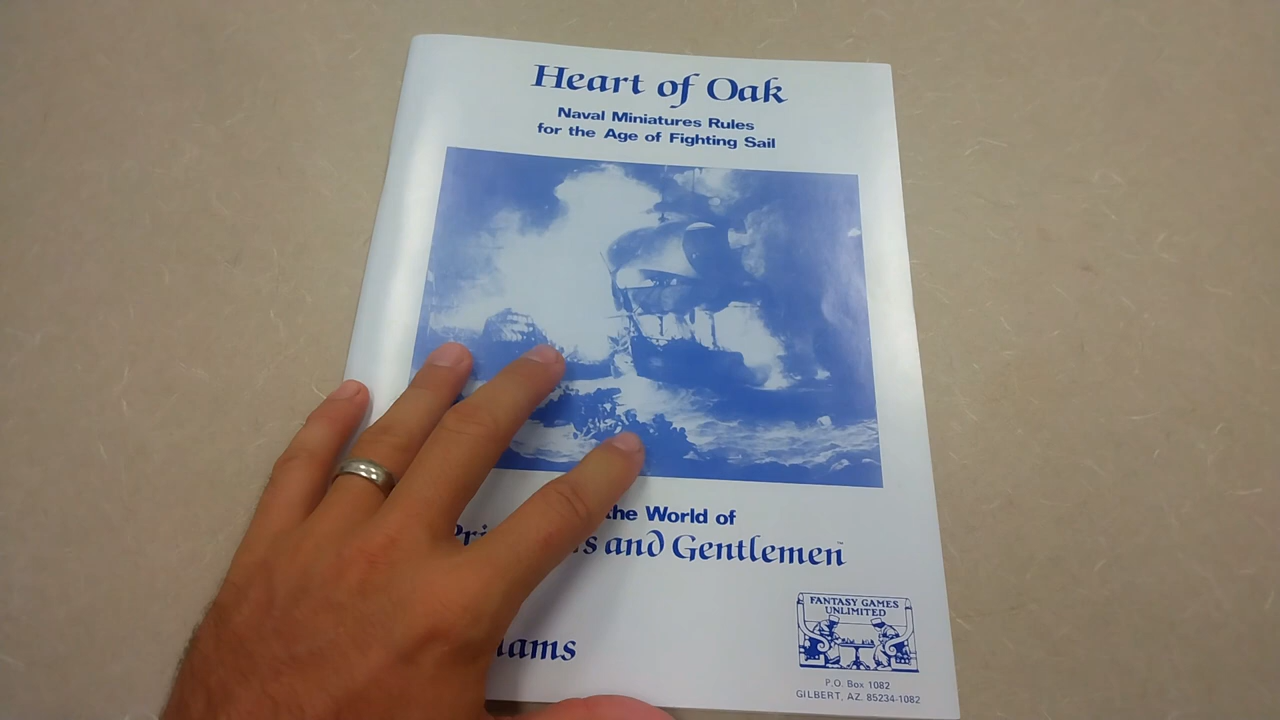 Heart of Oak
Naval Miniatures Rules
for the Age of Fighting Sail
the World of
and Gentlemen™
FANTASY GAMES
UNLIMITED
P.O. Box 1082
GILBERT, AZ. 85234-1082